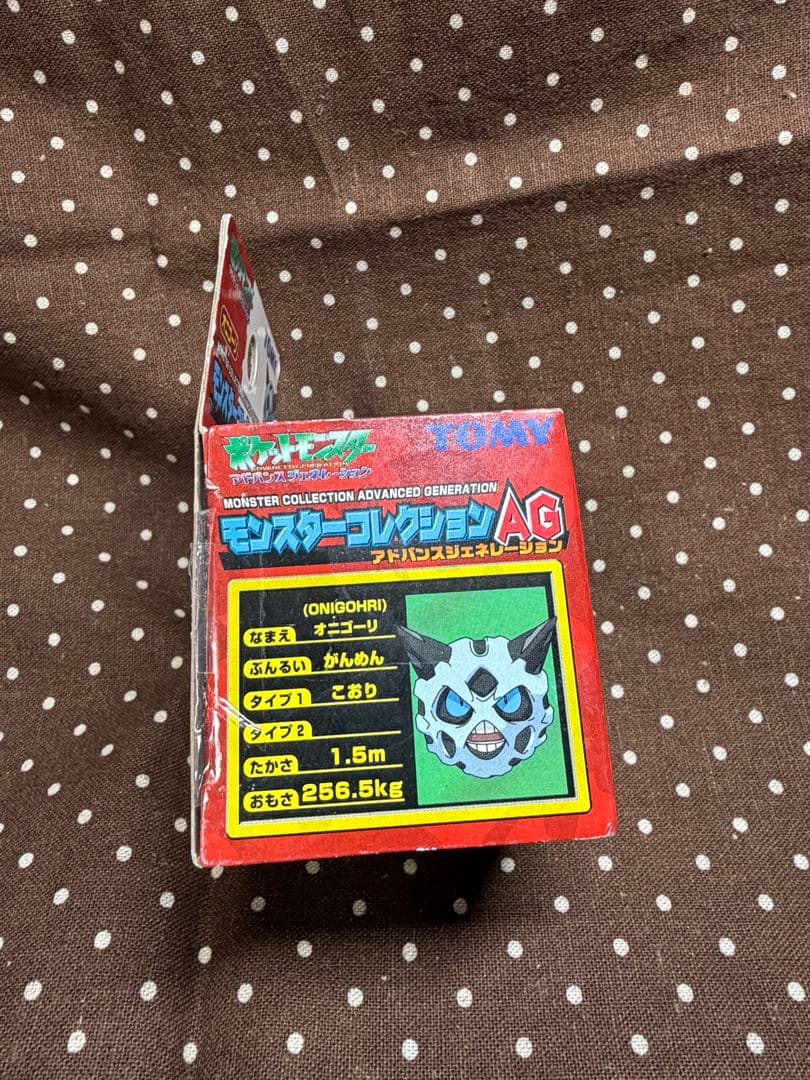 ポケットモンスター
ADVANCED GENERATION
アドバンスジェネレーション
TOMY
MONSTER COLLECTION ADVANCED GENERATION
モンスターコレクションAG
アドバンスジェネレーション
(ONIGOHRI)
なまえ オニゴーリ
ぶんるい がんめん
タイプ1 こおり
タイプ2
たかさ 1.5m
おもさ 256.5kg